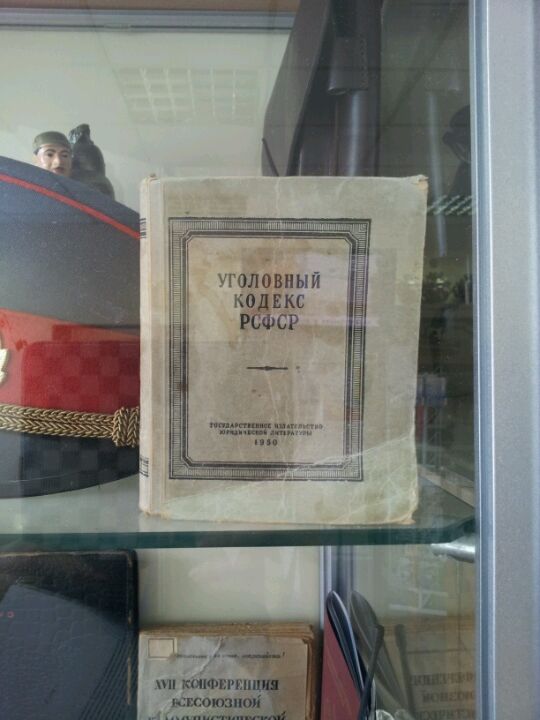 УГОЛОВНЫЙ
КОДЕКС
РСФСР
ГОСУДАРСТВЕННОЕ ИЗДАТЕЛЬСТВО
ЮРИДИЧЕСКОЙ ЛИТЕРАТУРЫ
1950
XVII КОНФЕРЕНЦИЯ
ВСЕСОЮЗНОЙ